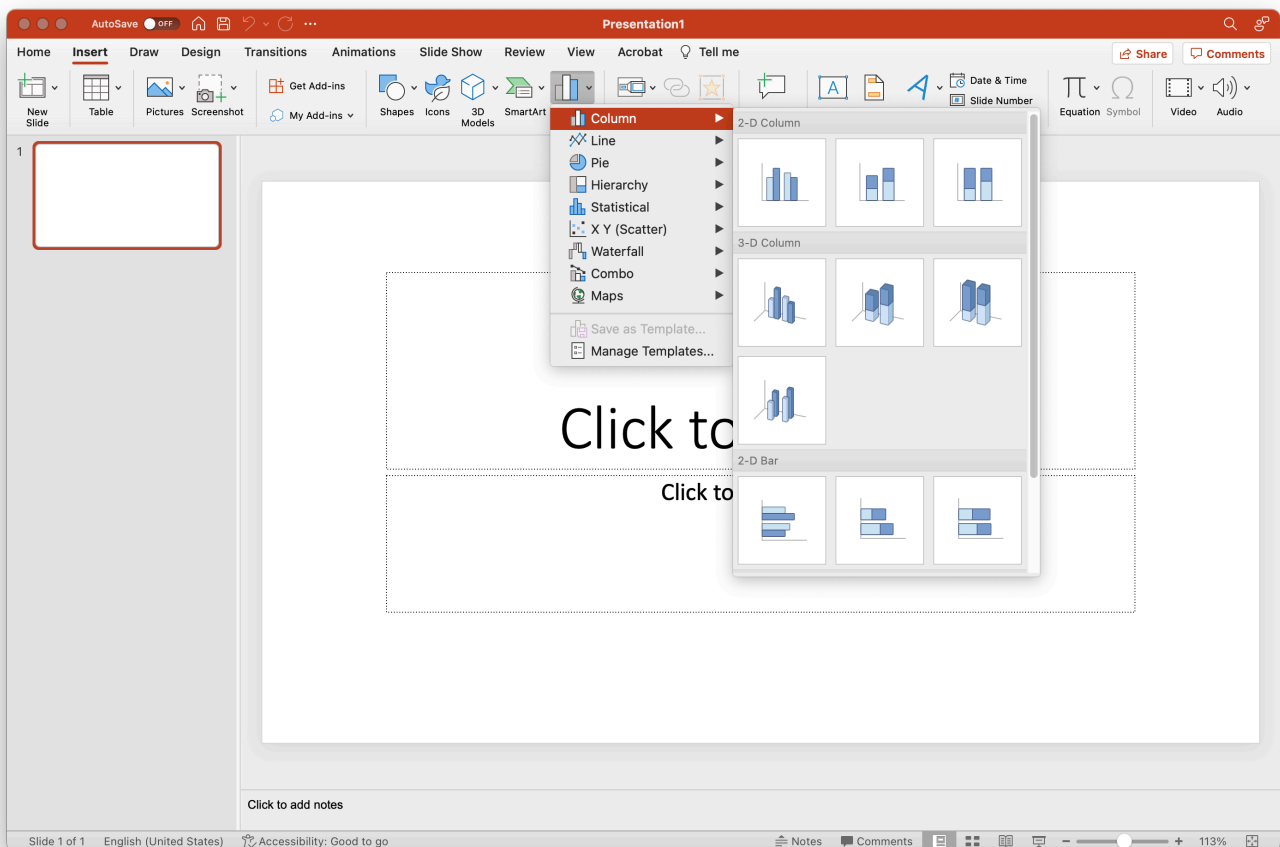 AutoSave OFF Presentation1
Home Insert Draw Design Transitions Animations Slide Show Review View Acrobat Tell me Share Comments
New Slide
Table
Pictures
Screenshot
Get Add-ins
My Add-ins
Shapes
Icons
3D Models
SmartArt
A
Date & Time
Slide Number
Equation
Symbol
Video
Audio
Column
Line
Pie
Hierarchy
Statistical
X Y (Scatter)
Waterfall
Combo
Maps
Save as Template...
Manage Templates...
2-D Column
3-D Column
2-D Bar
1
Click to
Click to
Click to add notes
Slide 1 of 1 English (United States) Accessibility: Good to go Notes Comments 113%